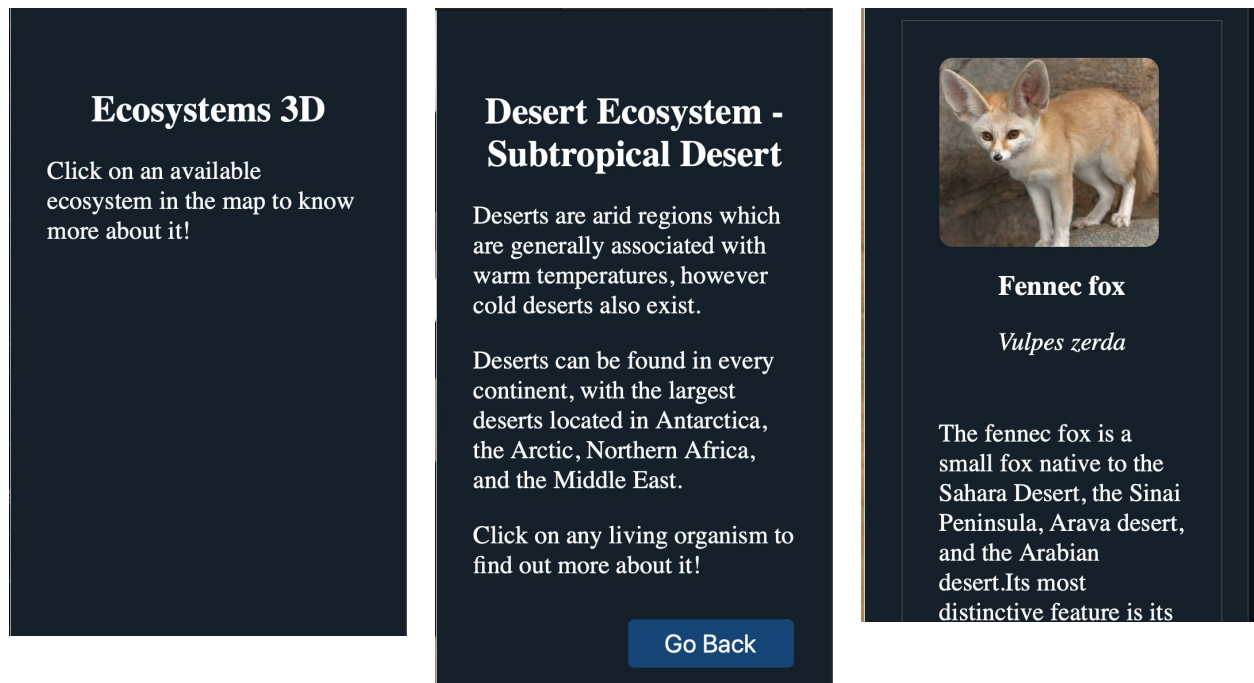 Ecosystems 3D
Click on an available
ecosystem in the map to know
more about it!
Desert Ecosystem -
Subtropical Desert
Deserts are arid regions which
are generally associated with
warm temperatures, however
cold deserts also exist.
Deserts can be found in every
continent, with the largest
deserts located in Antarctica,
the Arctic, Northern Africa,
and the Middle East.
Click on any living organism to
find out more about it!
Go Back
Fennec fox
Vulpes zerda
The fennec fox is a
small fox native to the
Sahara Desert, the Sinai
Peninsula, Arava desert,
and the Arabian
desert.Its most
distinctive feature is its